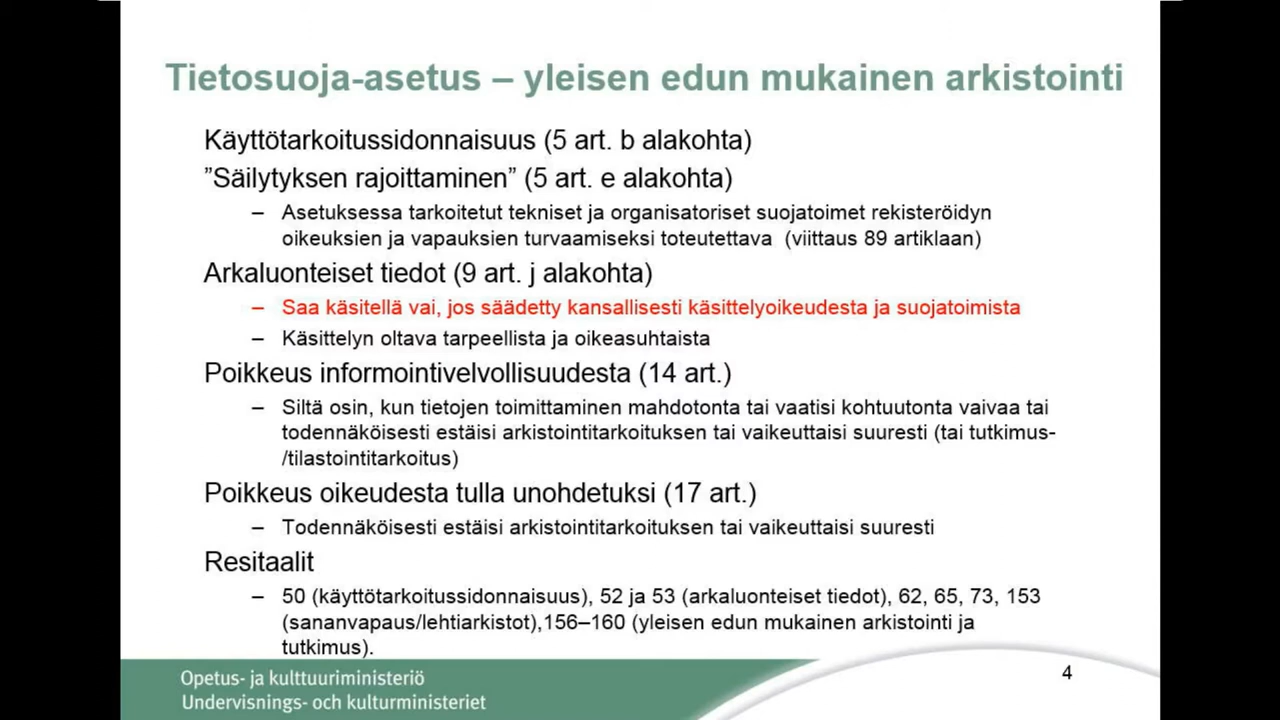 Tietosuoja-asetus – yleisen edun mukainen arkistointi
Käyttötarkoitussidonnaisuus (5 art. b alakohta)
”Säilytyksen rajoittaminen” (5 art. e alakohta)
– Asetuksessa tarkoitetut tekniset ja organisatoriset suojatoimet rekisteröidyn
oikeuksien ja vapauksien turvaamiseksi toteutettava (viittaus 89 artiklaan)
Arkaluonteiset tiedot (9 art. j alakohta)
– Saa käsitellä vai, jos säädetty kansallisesti käsittelyoikeudesta ja suojatoimista
– Käsittelyn oltava tarpeellista ja oikeasuhtaista
Poikkeus informointivelvollisuudesta (14 art.)
– Siltä osin, kun tietojen toimittaminen mahdotonta tai vaatisi kohtuutonta vaivaa tai
todennäköisesti estäisi arkistointitarkoituksen tai vaikeuttaisi suuresti (tai tutkimus-
/tilastointitarkoitus)
Poikkeus oikeudesta tulla unohdetuksi (17 art.)
– Todennäköisesti estäisi arkistointitarkoituksen tai vaikeuttaisi suuresti
Resitaalit
– 50 (käyttötarkoitussidonnaisuus), 52 ja 53 (arkaluonteiset tiedot), 62, 65, 73, 153
(sananvapaus/lehtiarkistot),156–160 (yleisen edun mukainen arkistointi ja
tutkimus).
Opetus- ja kulttuuriministeriö
Undervisnings- och kulturministeriet
4